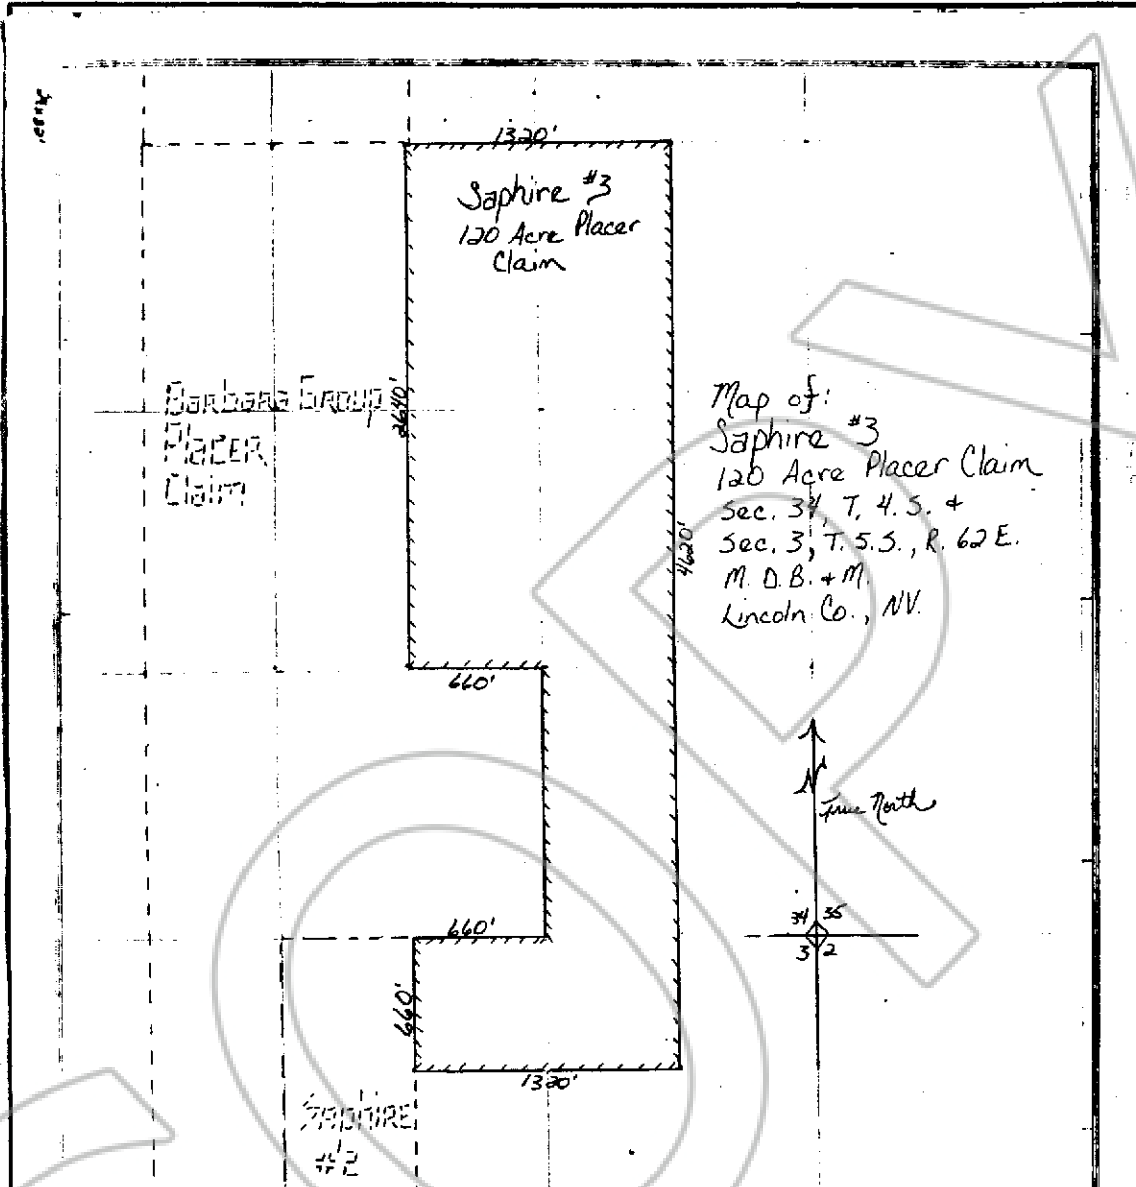 1320'
Saphire #3
120 Acre Placer
Claim
Barbara Group
Placer
Claim
2640'
Map of:
Saphire #3
120 Acre Placer Claim
Sec. 34, T. 4. S. +
Sec. 3, T. 5. S., R. 62 E.
M. D. B. + M.
Lincoln Co., NV.
4620'
660'
N
True North
34 35
3 2
660'
660'
1320'
Saphire
#2
COPY